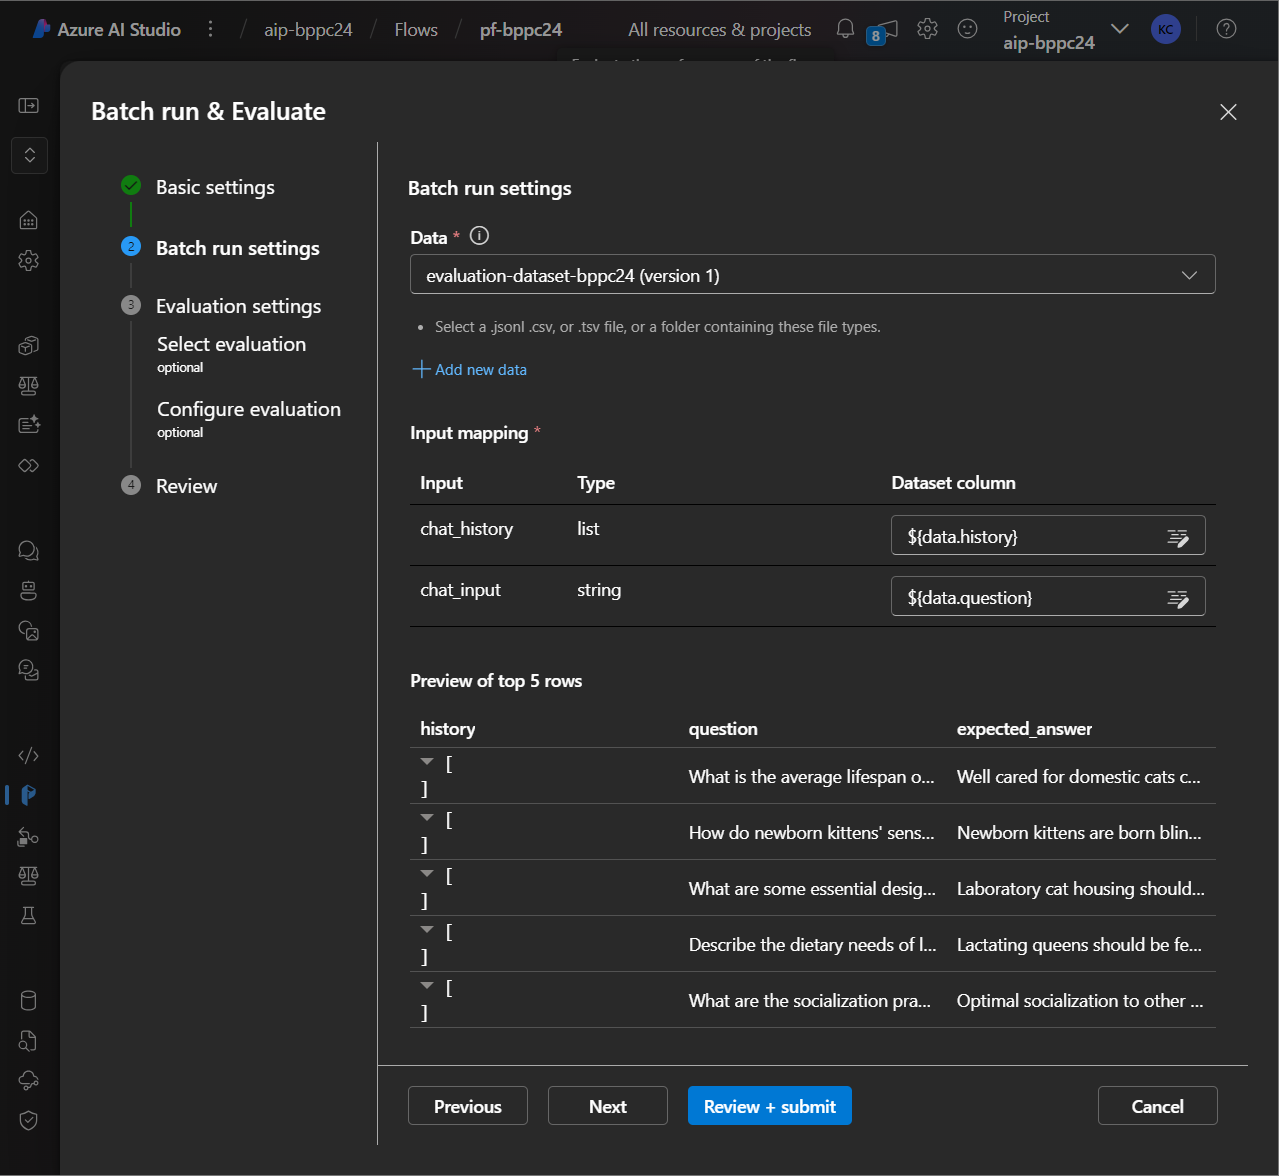 Azure AI Studio
/
aip-bppc24
/
Flows
/
pf-bppc24
All resources & projects
8
Project
aip-bppc24
KC
Batch run & Evaluate
Basic settings
2
Batch run settings
3
Evaluation settings
Select evaluation
optional
Configure evaluation
optional
4
Review
Batch run settings
Data *
evaluation-dataset-bppc24 (version 1)
• Select a .jsonl .csv, or .tsv file, or a folder containing these file types.
Add new data
Input mapping *
Input Type Dataset column
chat_history list ${data.history}
chat_input string ${data.question}
Preview of top 5 rows
history question expected_answer
[
What is the average lifespan o... Well cared for domestic cats c...
]
[
How do newborn kittens' sens... Newborn kittens are born blin...
]
[
What are some essential desig... Laboratory cat housing should...
]
[
Describe the dietary needs of l... Lactating queens should be fe...
]
[
What are the socialization pra... Optimal socialization to other ...
]
Previous
Next
Review + submit
Cancel